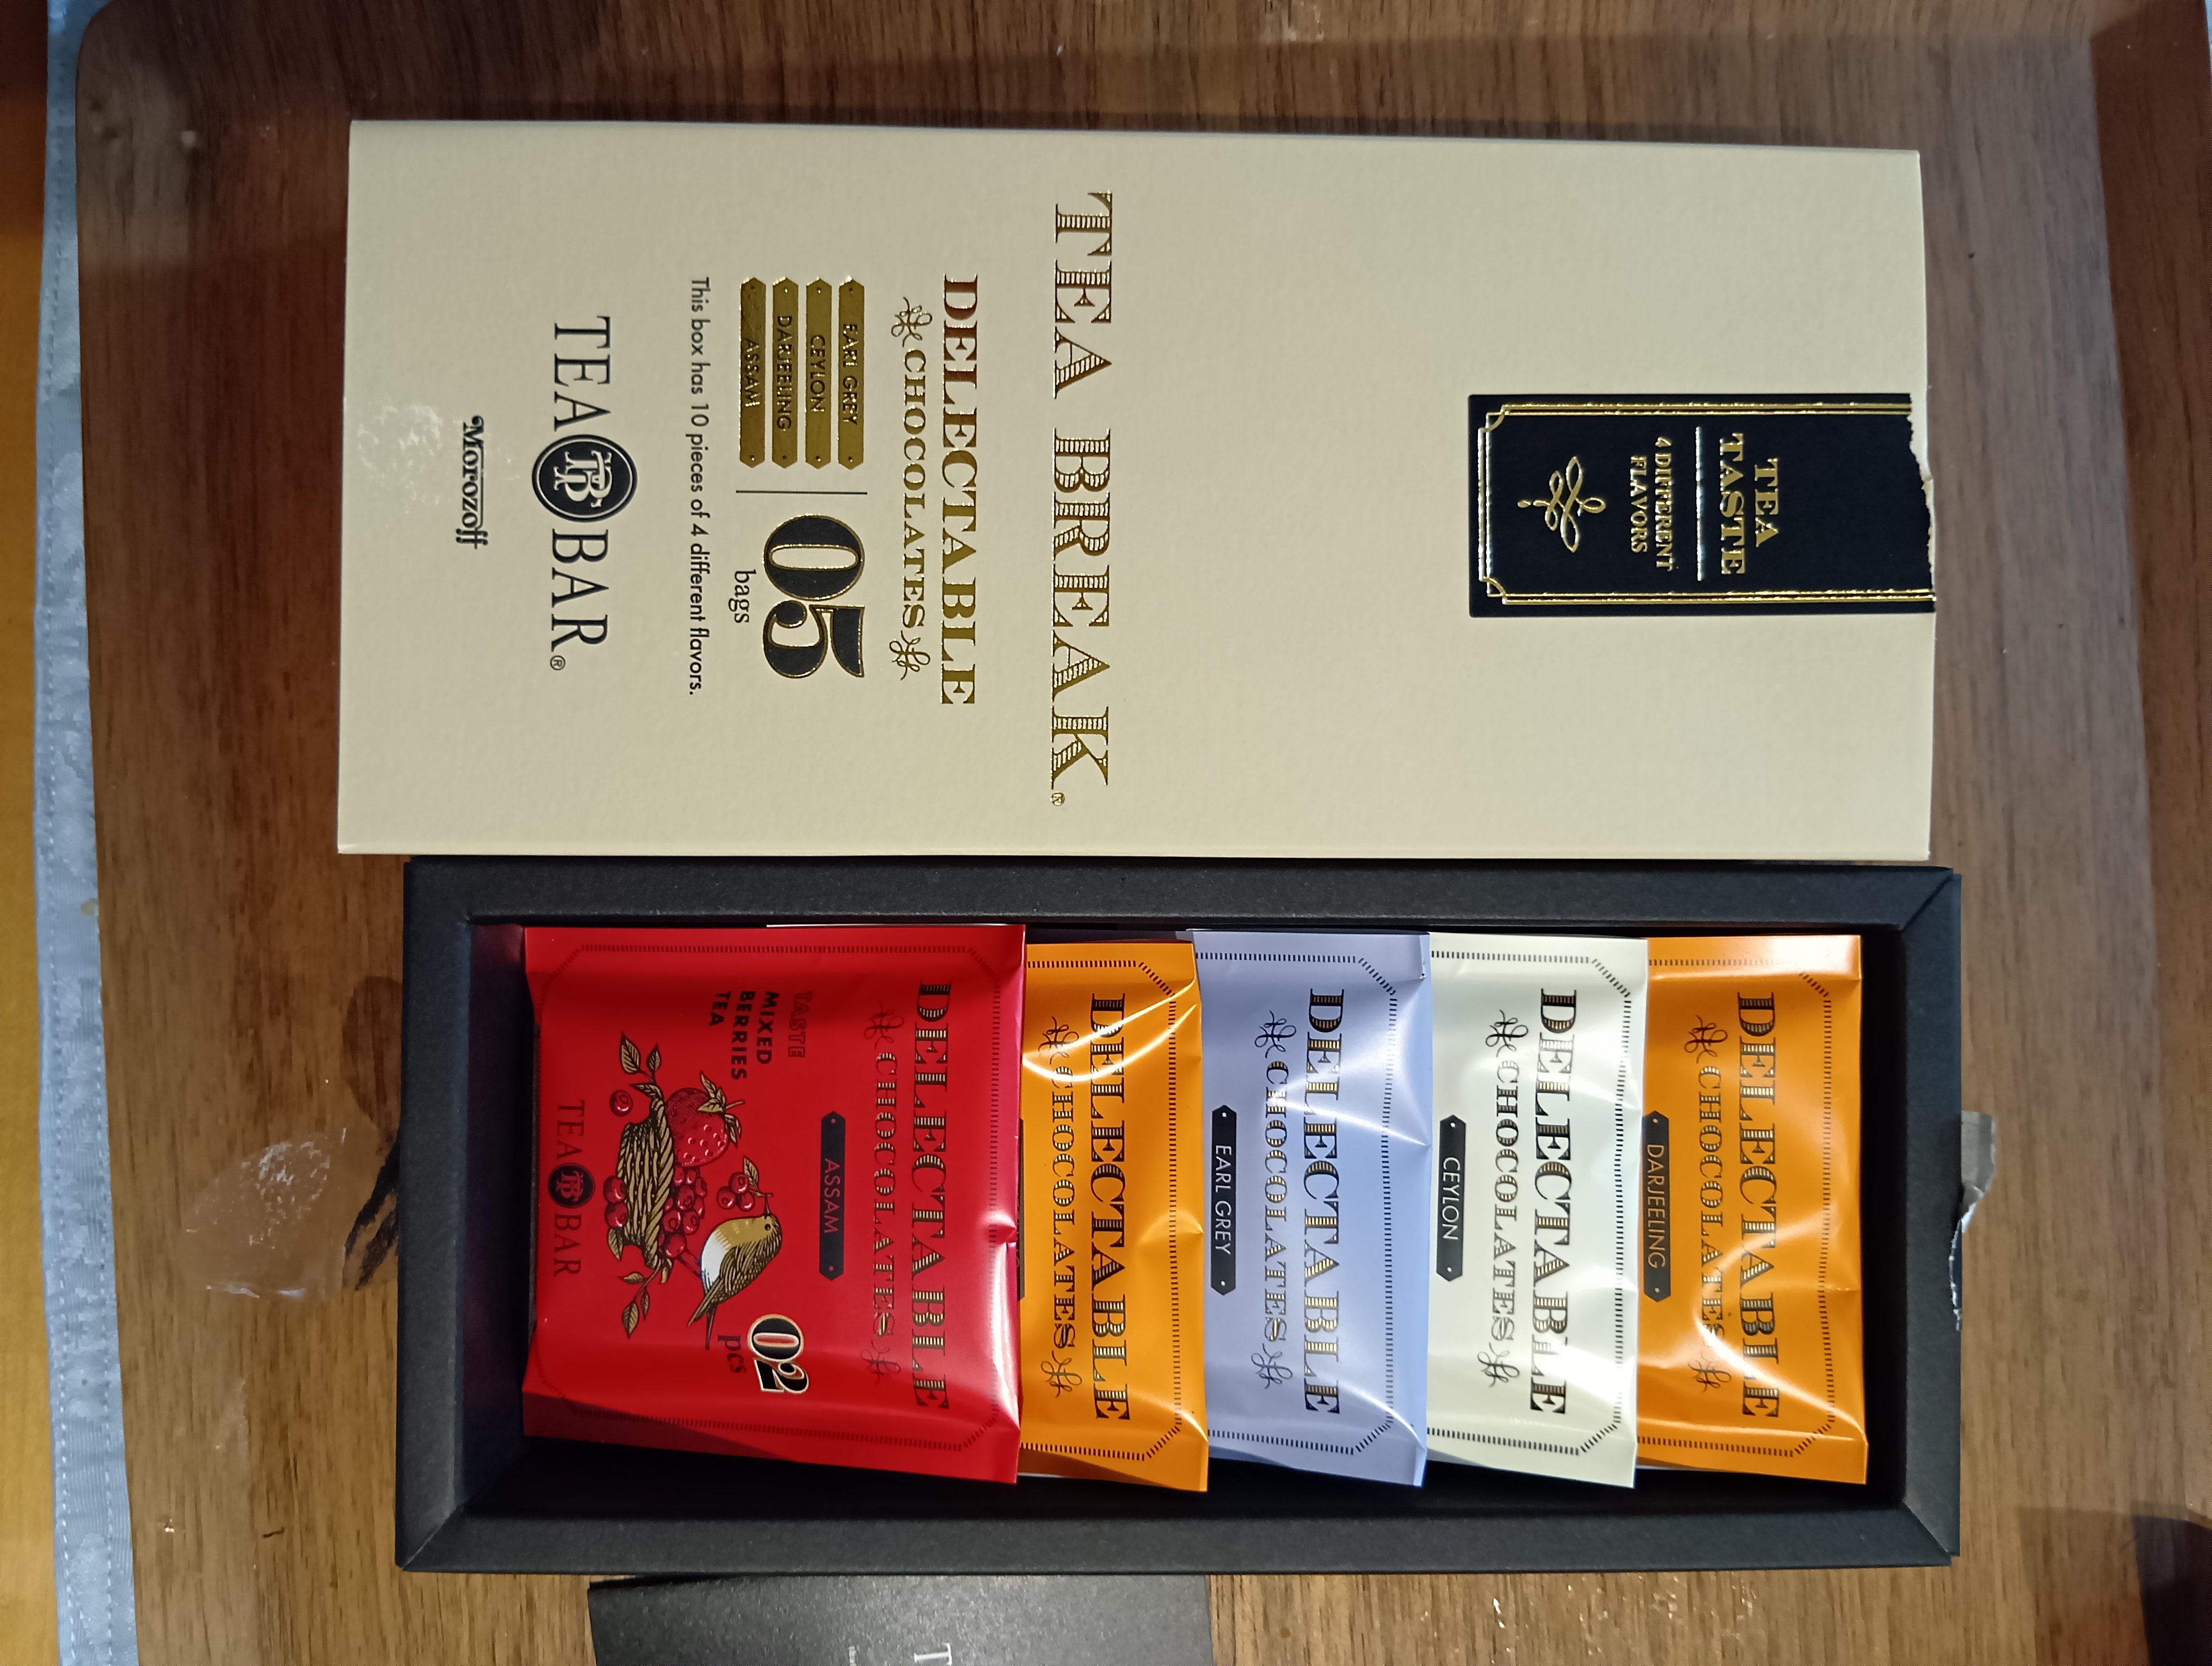 TEA
TASTE
4 DIFFERENT
FLAVORS
TEA BREAK®
DELECTABLE
CHOCOLATES
EARL GREY
CEYLON
DARJEELING
ASSAM
05
bags
This box has 10 pieces of 4 different flavors.
TEA TB BAR®
Morozoff
DELECTABLE
CHOCOLATES
DARJEELING
DELECTABLE
CHOCOLATES
CEYLON
DELECTABLE
CHOCOLATES
EARL GREY
DELECTABLE
CHOCOLATES
DELECTABLE
CHOCOLATES
ASSAM
TASTE
MIXED
BERRIES
TEA
02
pcs
TEA TB BAR
T